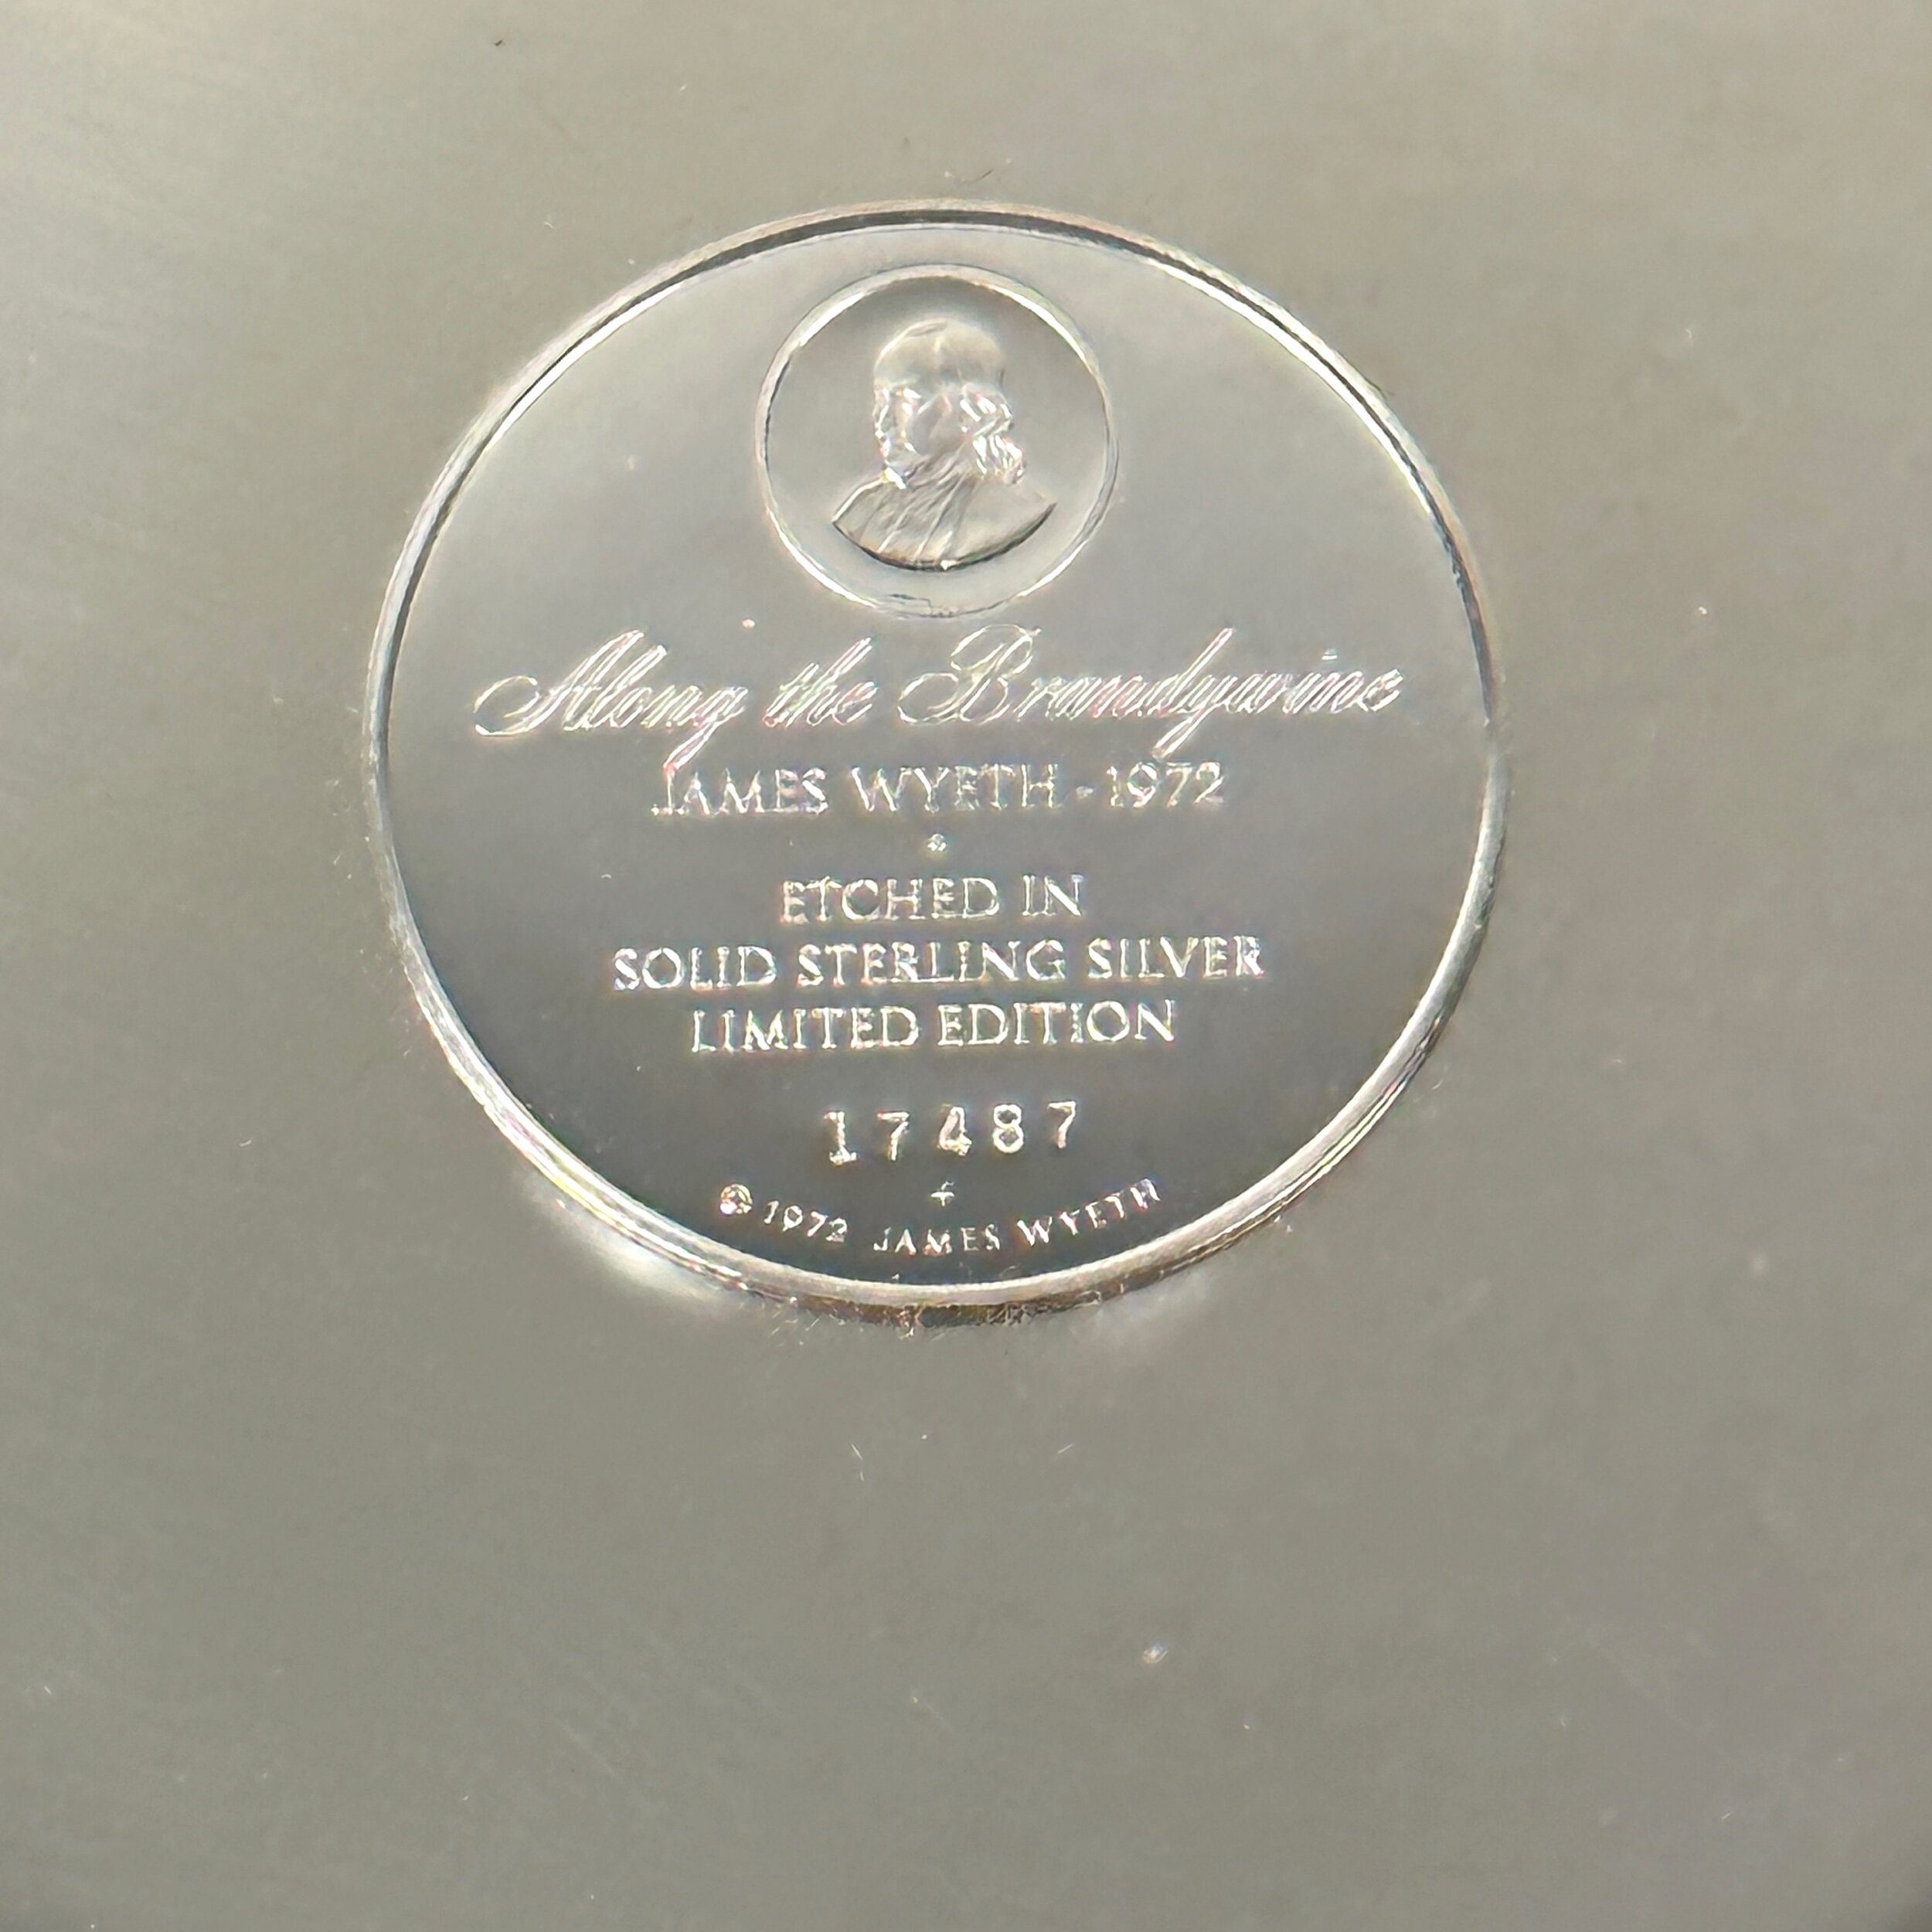 Along the Brandywine
JAMES WYETH - 1972
ETCHED IN
SOLID STERLING SILVER
LIMITED EDITION
17487
© 1972 JAMES WYETH